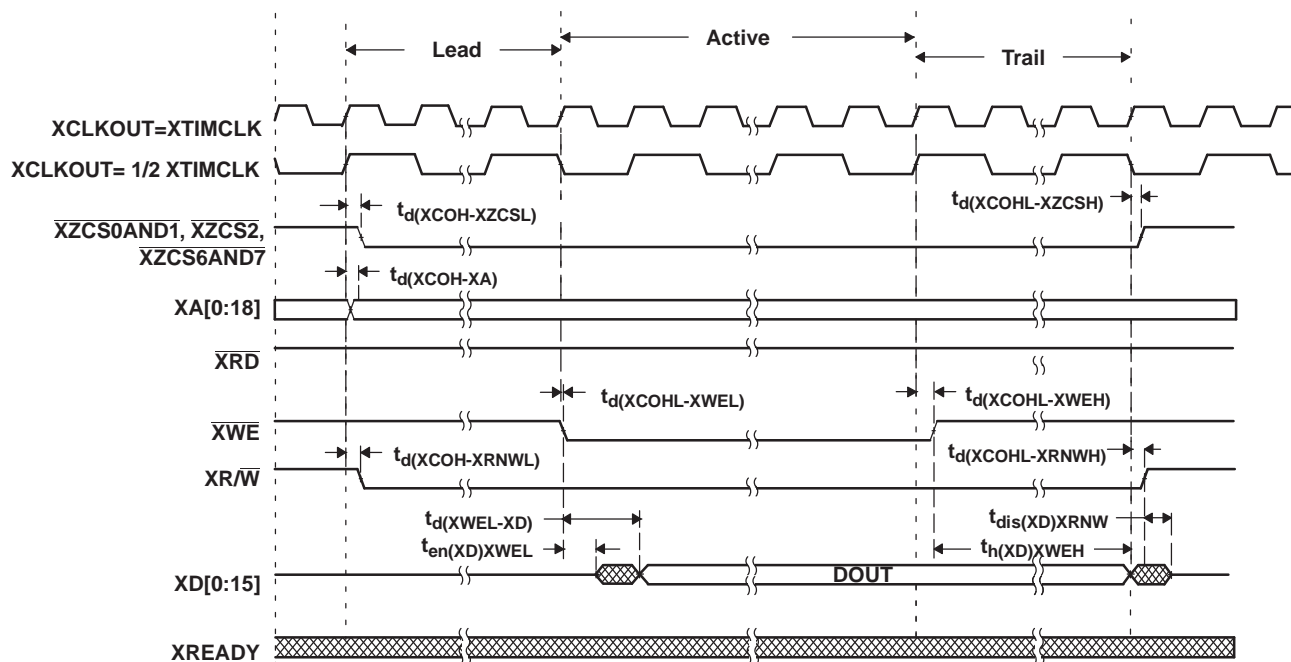 Lead
Active
Trail
XCLKOUT=XTIMCLK
XCLKOUT= 1/2 XTIMCLK
td(XCOH-XZCSL)
td(XCOHL-XZCSH)
XZCS0AND1, XZCS2,
XZCS6AND7
td(XCOH-XA)
XA[0:18]
XRD
td(XCOHL-XWEL)
td(XCOHL-XWEH)
XWE
td(XCOH-XRNWL)
td(XCOHL-XRNWH)
XR/W
td(XWEL-XD)
tdis(XD)XRNW
ten(XD)XWEL
th(XD)XWEH
XD[0:15]
DOUT
XREADY